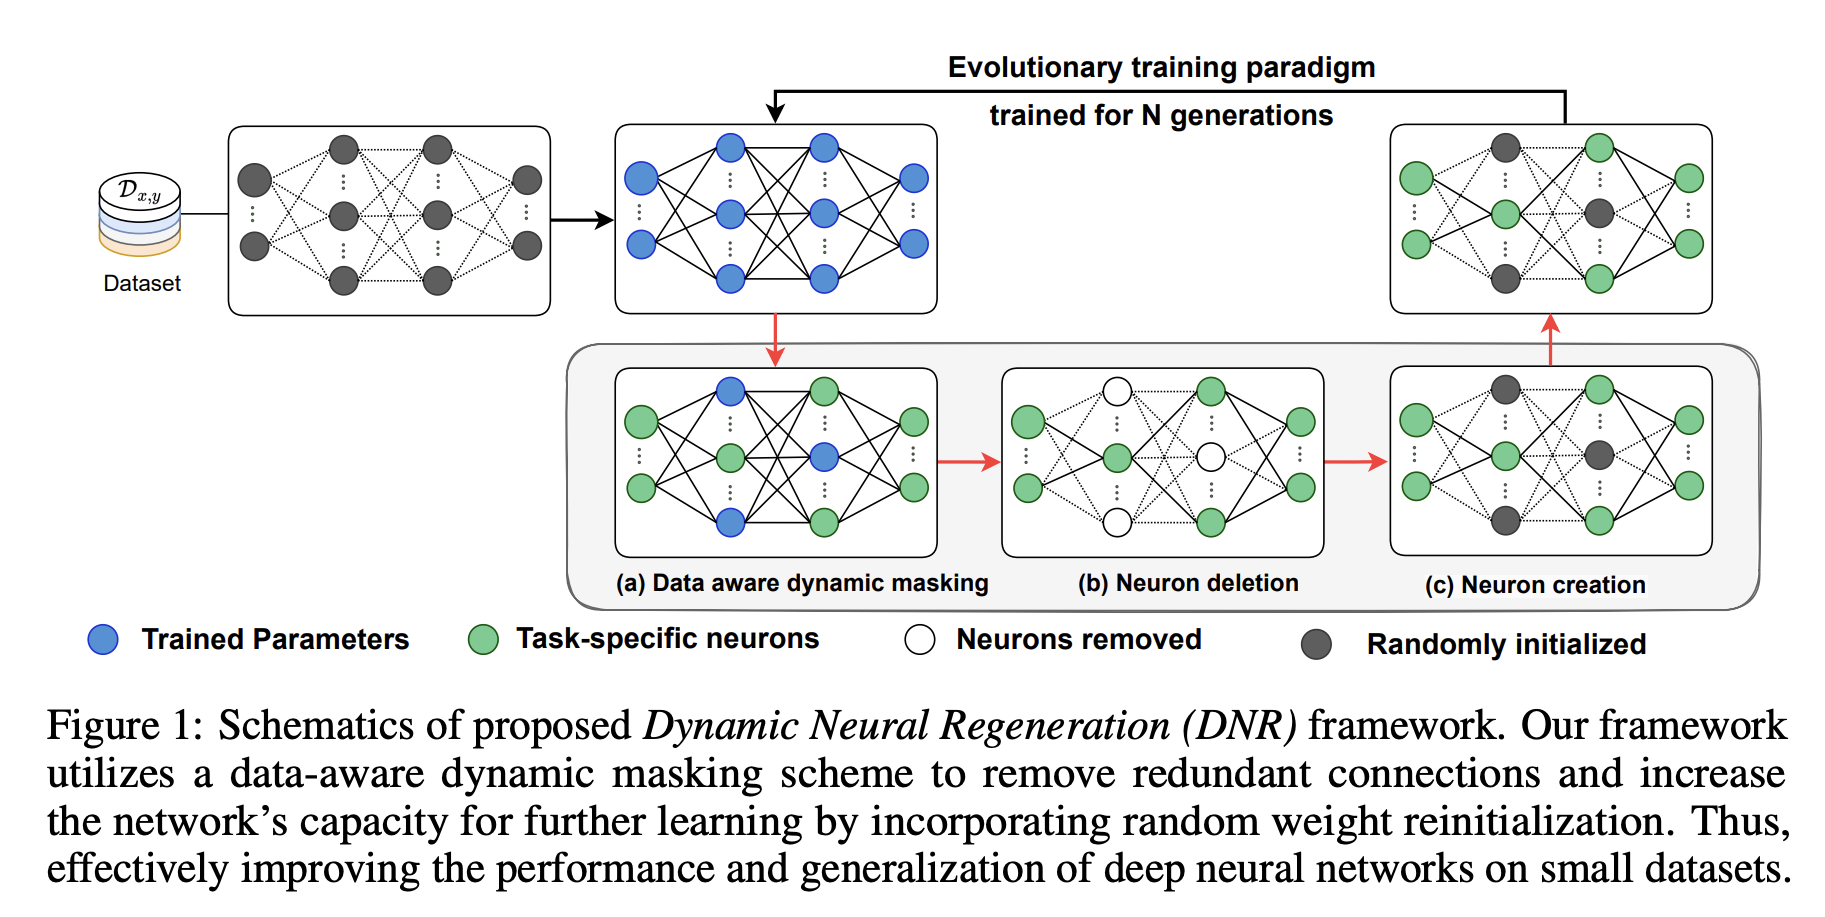 Evolutionary training paradigm
trained for N generations
𝒟x,y
Dataset
(a) Data aware dynamic masking
(b) Neuron deletion
(c) Neuron creation
Trained Parameters
Task-specific neurons
Neurons removed
Randomly initialized
Figure 1: Schematics of proposed Dynamic Neural Regeneration (DNR) framework. Our framework
utilizes a data-aware dynamic masking scheme to remove redundant connections and increase
the network's capacity for further learning by incorporating random weight reinitialization. Thus,
effectively improving the performance and generalization of deep neural networks on small datasets.